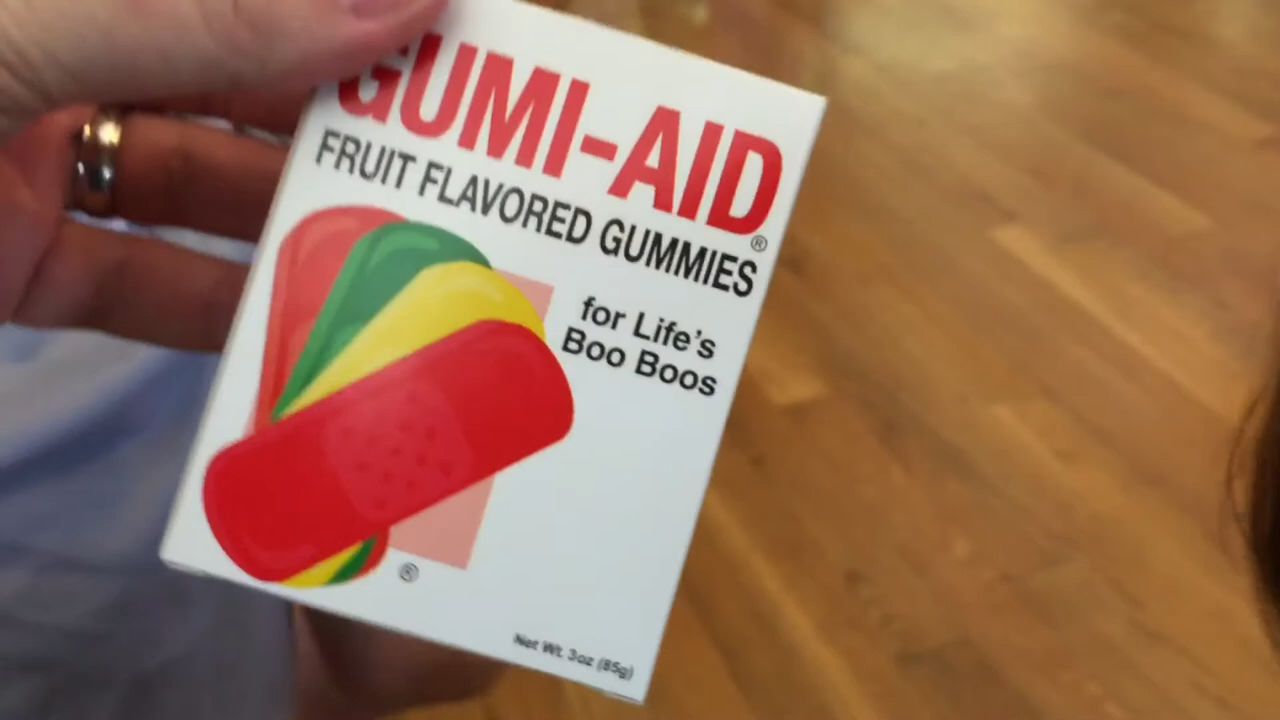 GUMI-AID
®
FRUIT FLAVORED GUMMIES
for Life's
Boo Boos
®
Net Wt. 3oz (85g)